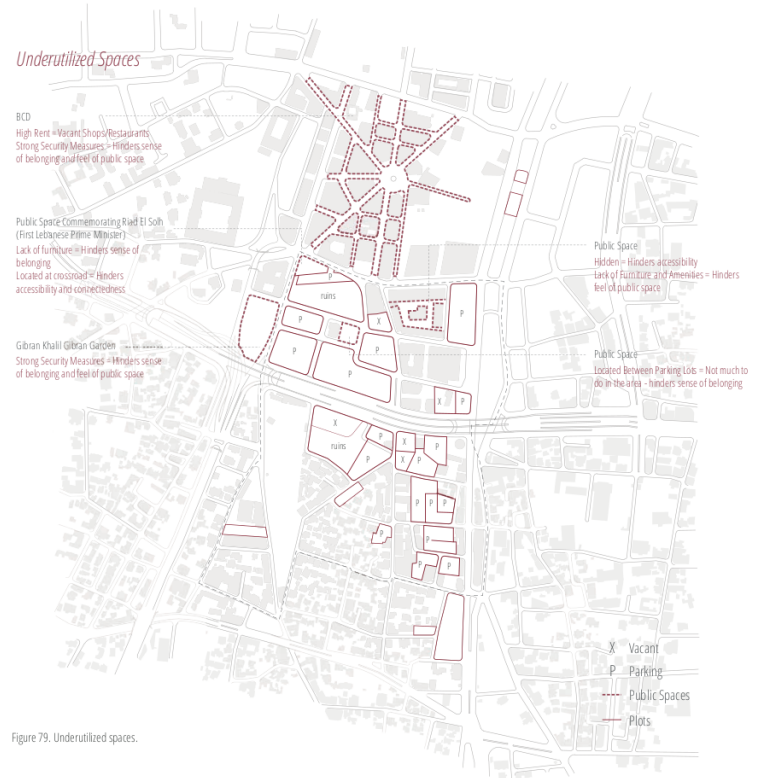 Underutilized Spaces
BCD
High Rent = Vacant Shops/Restaurants
Strong Security Measures = Hinders sense
of belonging and feel of public space
Public Space Commemorating Riad El Solh
(First Lebanese Prime Minister)
Lack of furniture = Hinders sense of
belonging
Located at crossroad = Hinders
accessibility and connectedness
Gibran Khalil Gibran Garden
Strong Security Measures = Hinders sense
of belonging and feel of public space
Public Space
Hidden = Hinders accessibility
Lack of Furniture and Amenities = Hinders
feel of public space
Public Space
Located Between Parking Lots = Not much to
do in the area - hinders sense of belonging
P
ruins
P
X
P
P
P
P
X
P
X
ruins
P
P
X
X
P
P
P
P
P
P
P
P
P
X Vacant
P Parking
Public Spaces
Plots
Figure 79. Underutilized spaces.